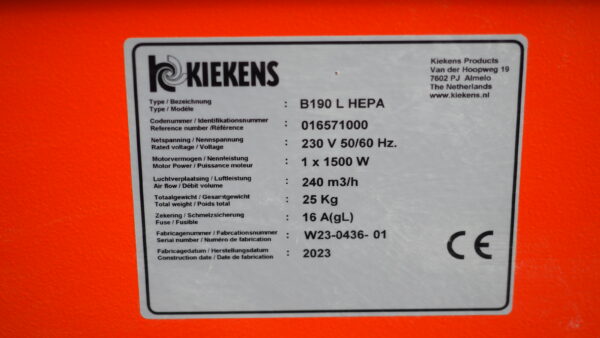 KIEKENS
Kiekens Products
Van der Hoopweg 19
7602 PJ Almelo
The Netherlands
www.kiekens.nl
Type / Bezeichnung
Type / Modèle : B190 L HEPA
Codenummer / Identifikationsnummer
Reference number /Référence : 016571000
Netspanning / Nennspannung
Rated voltage / Voltage : 230 V 50/60 Hz.
Motorvermogen / Nennleistung
Motor Power / Puissance moteur : 1 x 1500 W
Luchtverplaatsing / Luftleistung
Air flow / Débit volume : 240 m3/h
Totaalgewicht / Gesamtgewicht
Total weight / Poids total : 25 Kg
Zekering / Schmelzsicherung
Fuse / Fusible : 16 A(gL)
Fabricagenummer / Fabrcationsnummer
Serial number / Numéro de fabrication : W23-0436- 01
Fabricagedatum / Herstellungsdatum
Construction date / Date de fabrication : 2023
CE